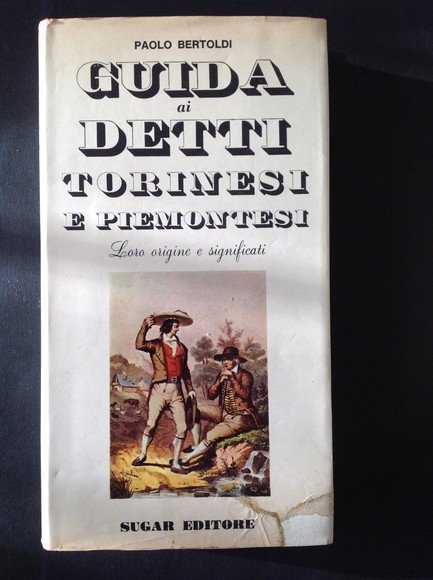 PAOLO BERTOLDI
GUIDA
ai
DETTI
TORINESI
E PIEMONTESI
Loro origine e significati
SUGAR EDITORE